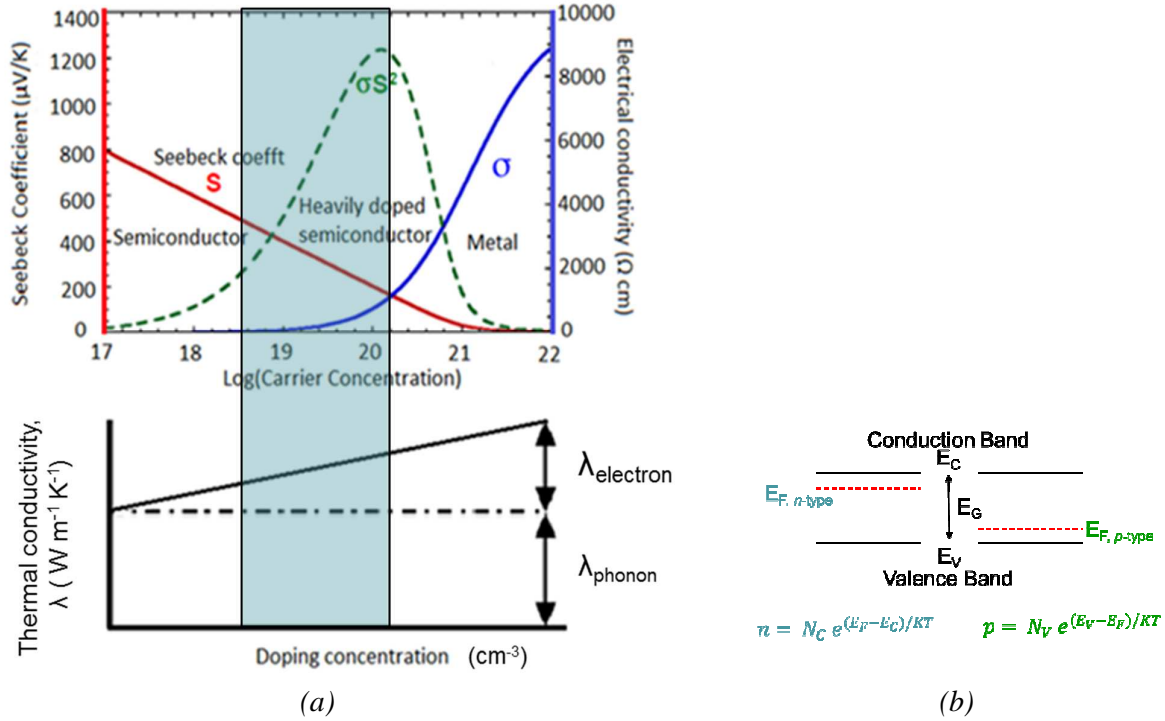 Seebeck Coefficient (μV/K)
1400
1200
1000
800
600
400
200
0
σS²
Seebeck coefft
S
Heavily doped
semiconductor
Semiconductor
Metal
σ
10000
8000
6000
4000
2000
0
Electrical conductivity (Ω cm)
17 18 19 20 21 22
Log(Carrier Concentration)
Thermal conductivity,
λ ( W m-1 K-1)
λelectron
λphonon
Doping concentration (cm-3)
(a)
Conduction Band
EC
EF, n-type
EG
EF, p-type
EV
Valence Band
n = NC e(EF−EC)/KT
p = NV e(EV−EF)/KT
(b)